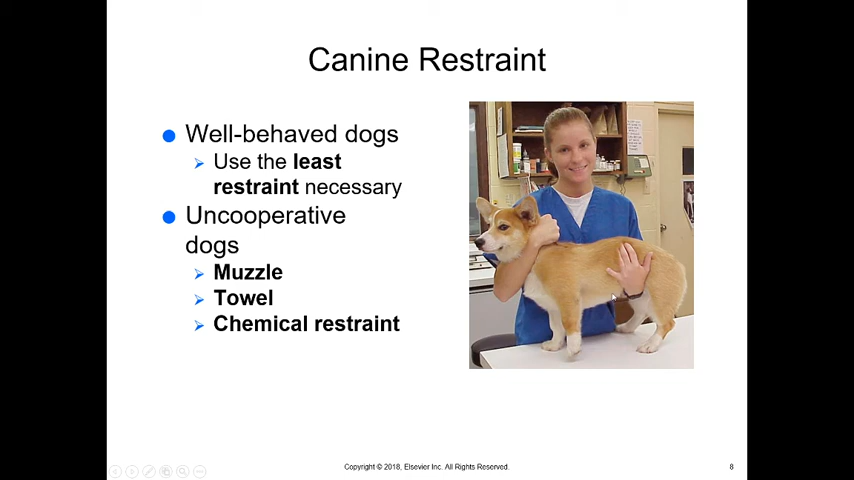 Canine Restraint
Well-behaved dogs
Use the least
restraint necessary
Uncooperative
dogs
Muzzle
Towel
Chemical restraint
Copyright © 2018, Elsevier Inc. All Rights Reserved.
8